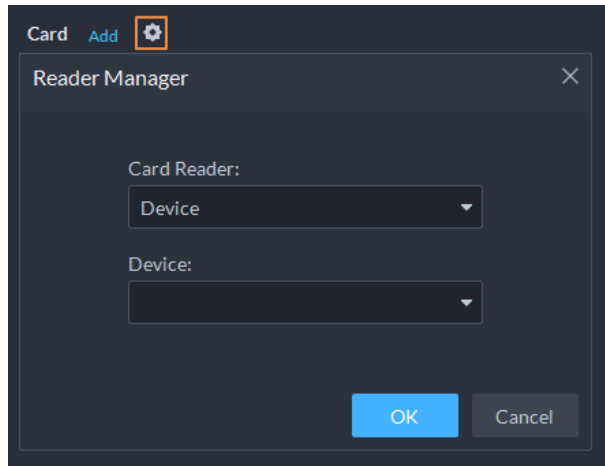 Card Add
Reader Manager
Card Reader:
Device
Device:
OK Cancel